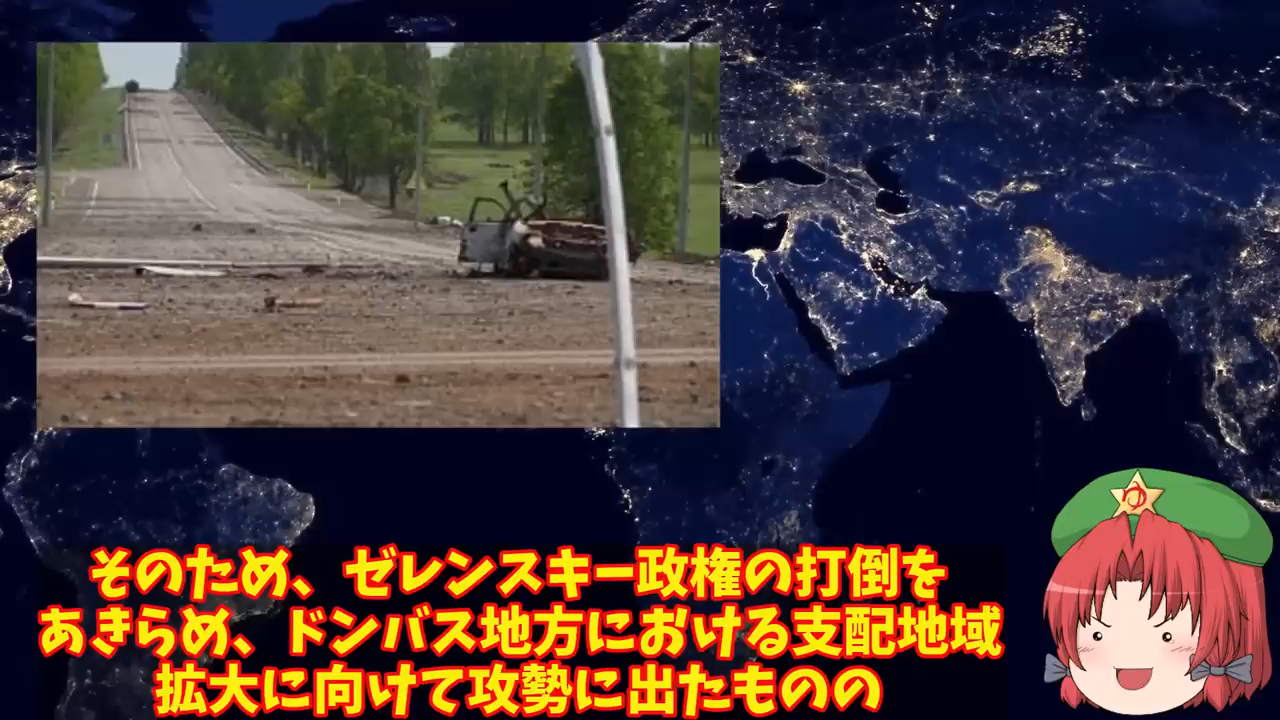 ゆ
そのため、ゼレンスキー政権の打倒を
あきらめ、ドンバス地方における支配地域
拡大に向けて攻勢に出たものの